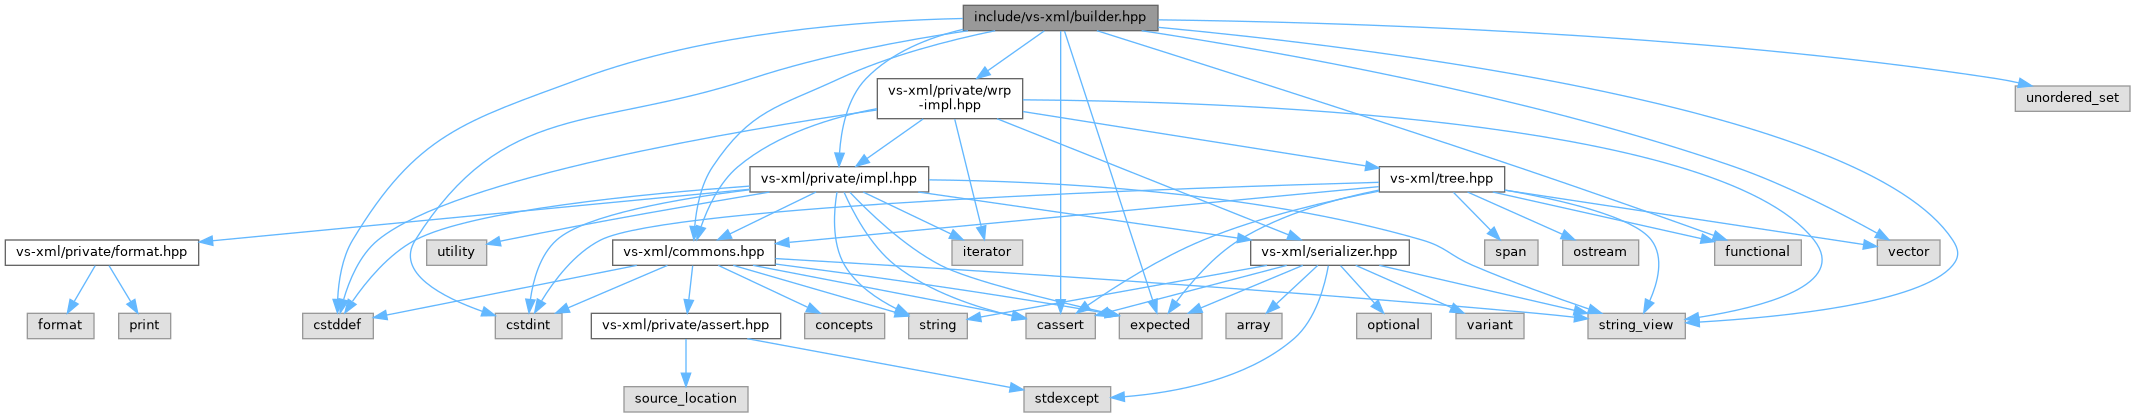 include/vs-xml/builder.hpp
vs-xml/private/wrp
-impl.hpp
unordered_set
vs-xml/private/impl.hpp
vs-xml/tree.hpp
vs-xml/private/format.hpp
utility
vs-xml/commons.hpp
iterator
vs-xml/serializer.hpp
span
ostream
functional
vector
format
print
cstddef
cstdint
vs-xml/private/assert.hpp
concepts
string
cassert
expected
array
optional
variant
string_view
source_location
stdexcept